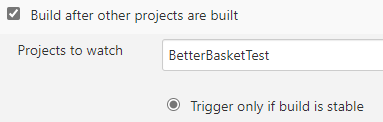 Build after other projects are built
Projects to watch
BetterBasketTest
Trigger only if build is stable